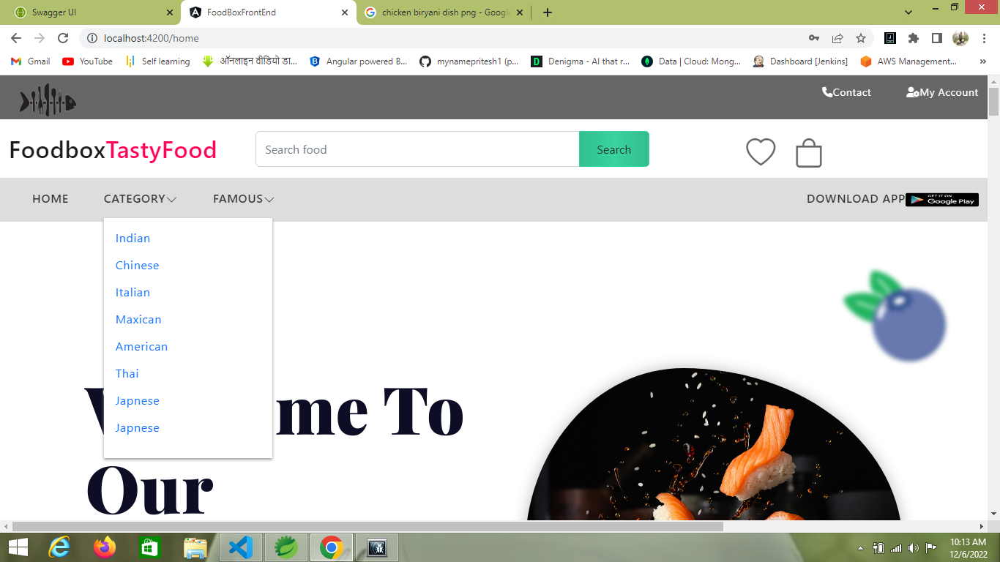 Swagger UI
FoodBoxFrontEnd
chicken biryani dish png - Googl
localhost:4200/home
Gmail
YouTube
Self learning
ऑनलाइन वीडियो डा...
Angular powered B...
mynamepritesh1 (p...
Denigma - AI that r...
Data | Cloud: Mong...
Dashboard [Jenkins]
AWS Management...
Contact
My Account
FoodboxTastyFood
Search food
Search
HOME
CATEGORY
FAMOUS
DOWNLOAD APP
GET IT ON
Google Play
Indian
Chinese
Italian
Maxican
American
Thai
Japnese
Japnese
me To
Our
10:13 AM
12/6/2022